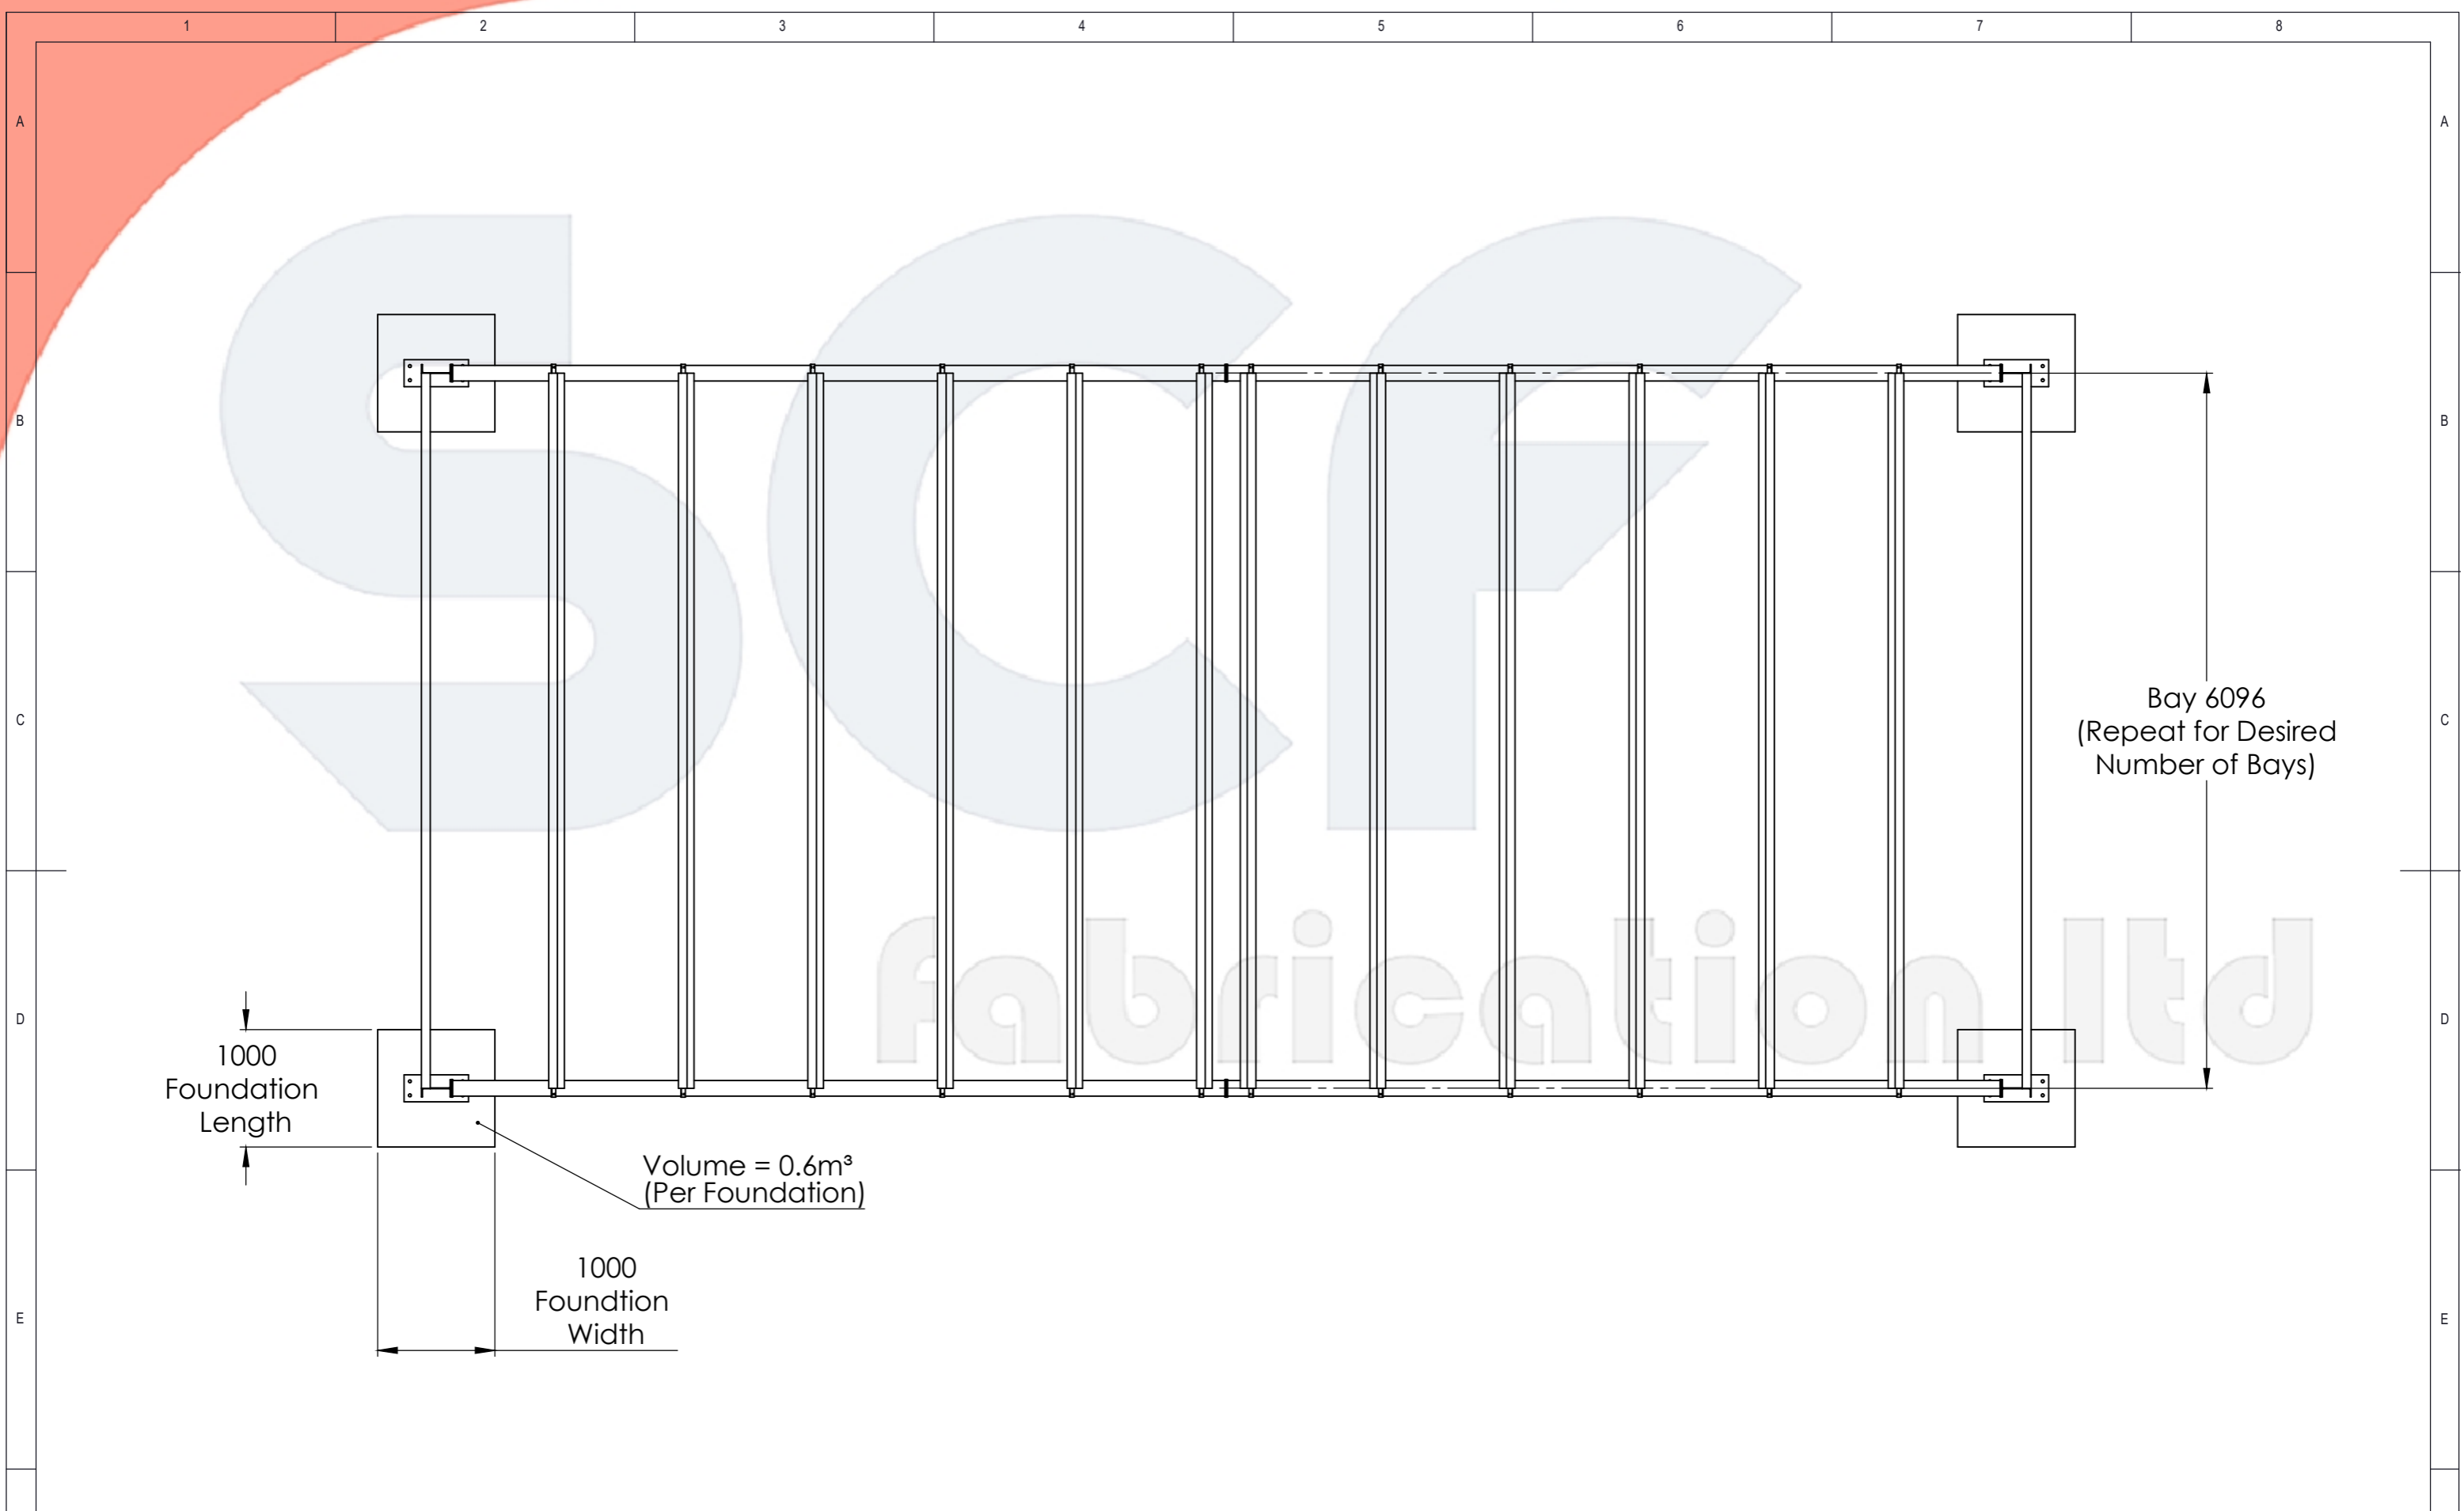 1 2 3 4 5 6 7 8
A A
B B
SCF
C C
Bay 6096
(Repeat for Desired
Number of Bays)
fabrication ltd
D D
1000
Foundation
Length
Volume = 0.6m³
(Per Foundation)
1000
Foundtion
Width
E E